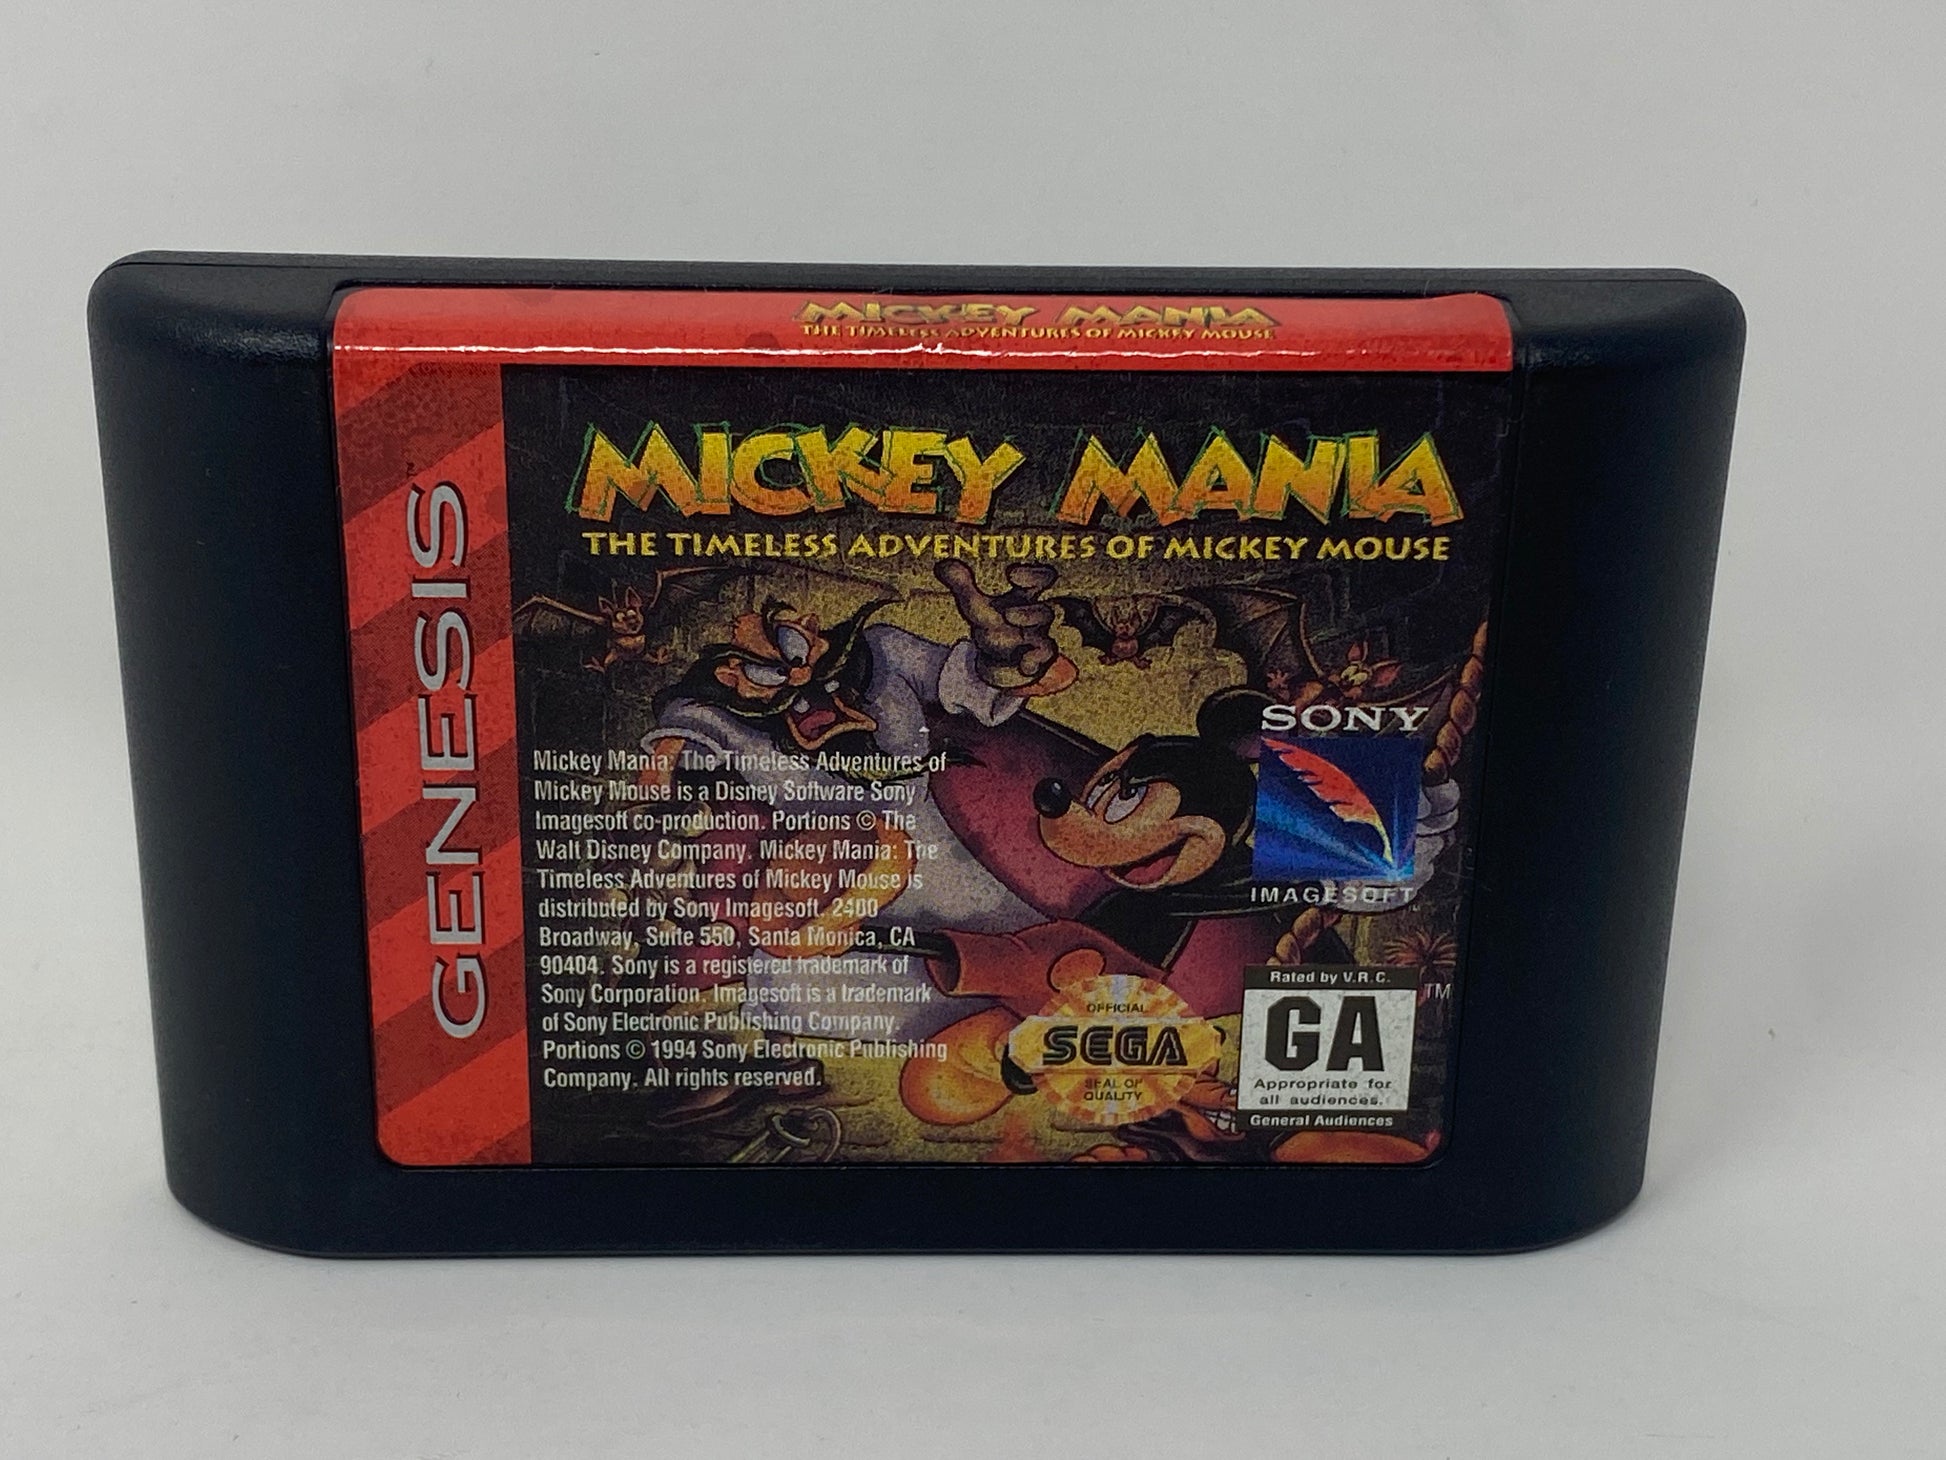 MICKEY MANIA
THE TIMELESS ADVENTURES OF MICKEY MOUSE
GENESIS™
MICKEY MANIA
THE TIMELESS ADVENTURES OF MICKEY MOUSE
Mickey Mania: The Timeless Adventures of
Mickey Mouse is a Disney Software Sony
Imagesoft co-production. Portions © The
Walt Disney Company. Mickey Mania: The
Timeless Adventures of Mickey Mouse is
distributed by Sony Imagesoft. 2400
Broadway, Suite 550, Santa Monica, CA
90404. Sony is a registered trademark of
Sony Corporation. Imagesoft is a trademark
of Sony Electronic Publishing Company.
Portions © 1994 Sony Electronic Publishing
Company. All rights reserved.
SONY
IMAGESOFT™
OFFICIAL
SEGA
SEAL OF
QUALITY
Rated by V.R.C.
GA
TM
Appropriate for
all audiences.
General Audiences